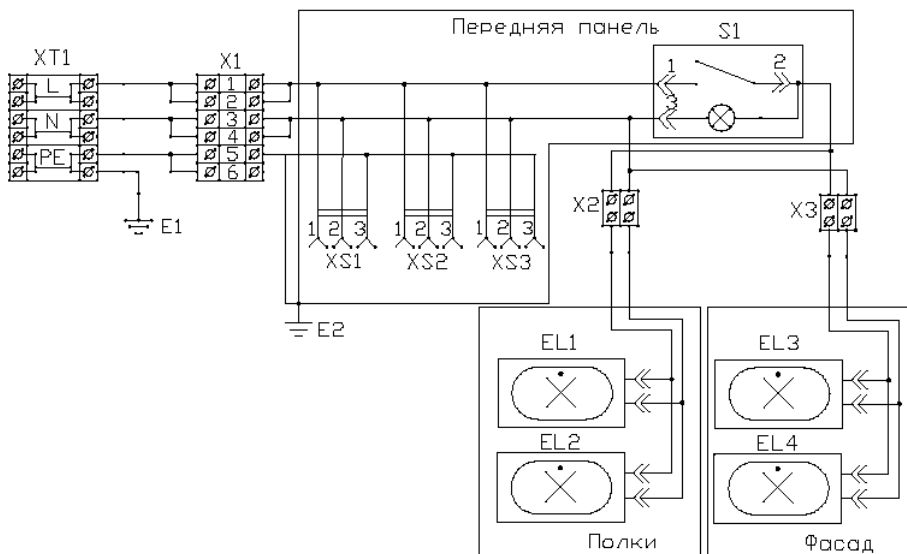 Передняя панель
S1
XT1
X1
L
1
1
2
2
N
3
3
4
PE
5
6
E1
X2
X3
1 2 3
1 2 3
1 2 3
XS1
XS2
XS3
E2
EL1
EL3
EL2
EL4
Полки
Фасад